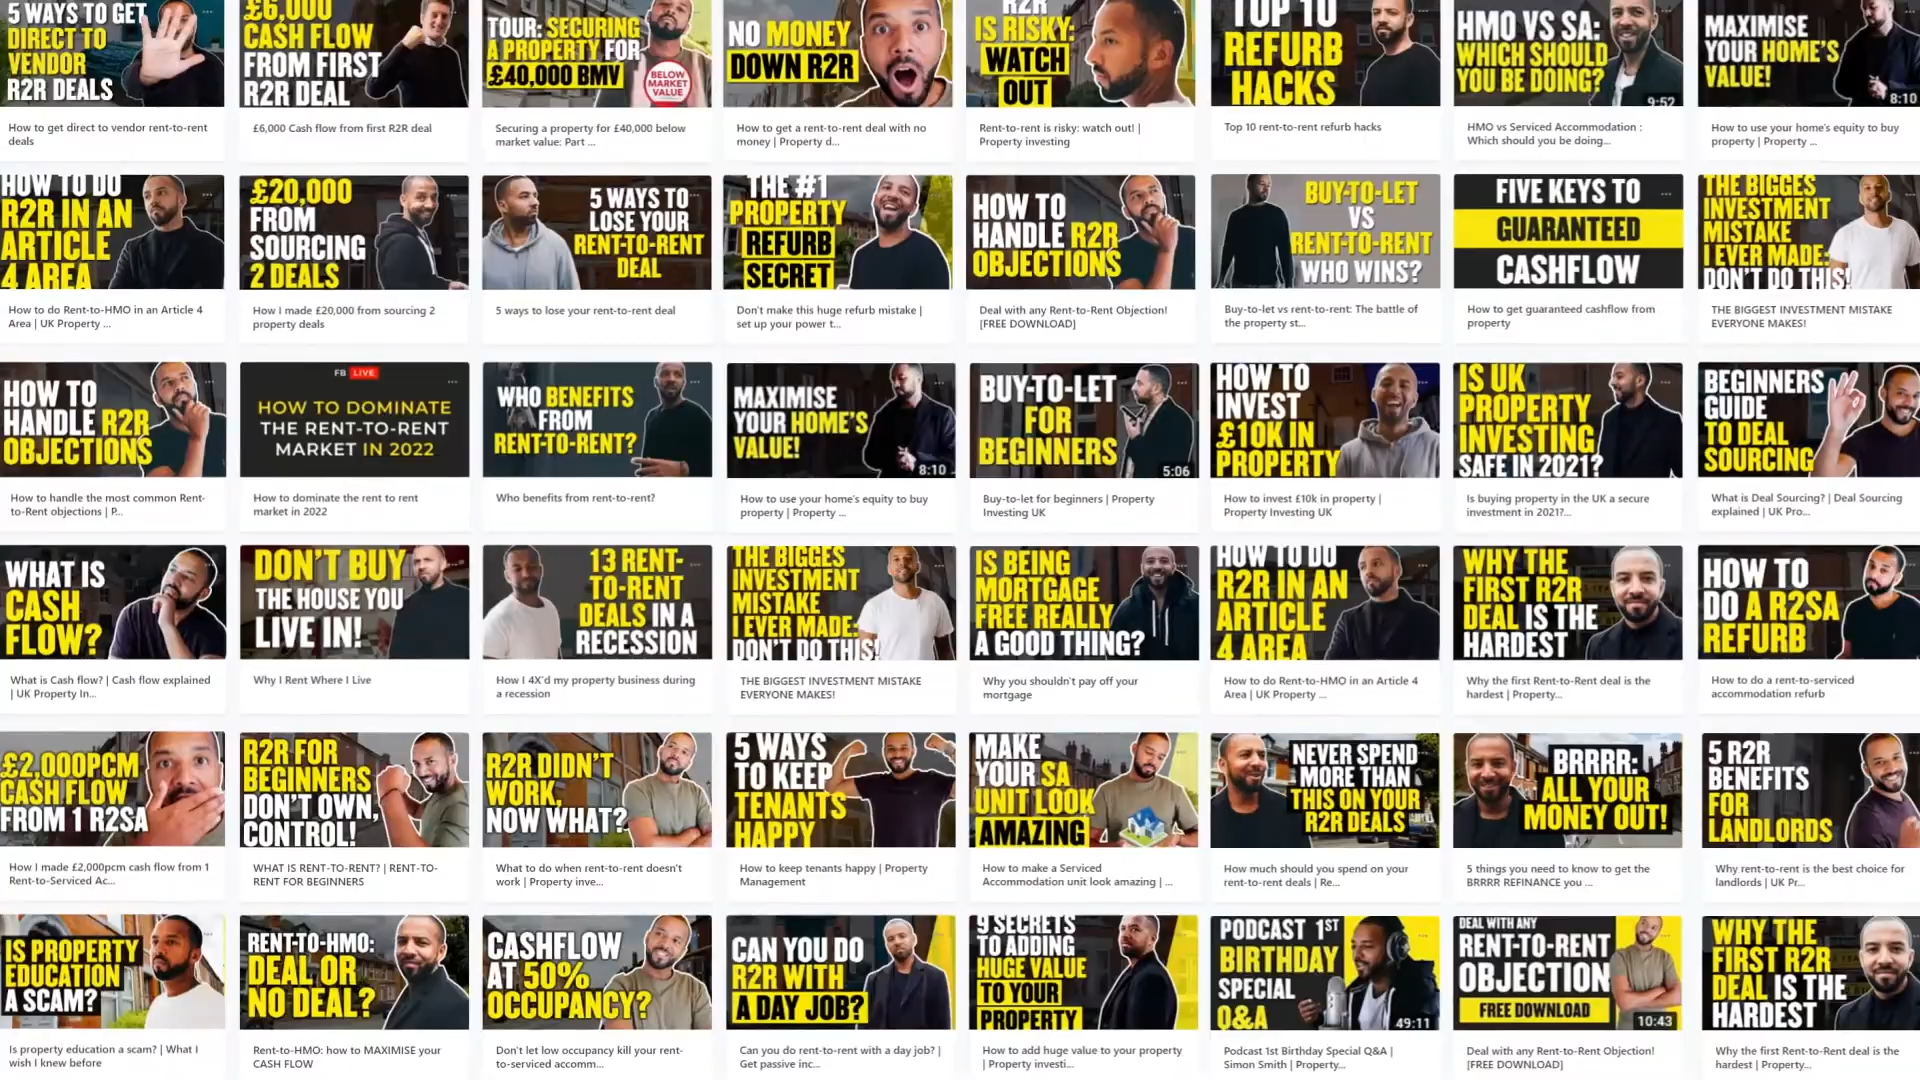 5 WAYS TO GET
DIRECT TO
VENDOR
R2R DEALS
How to get direct to vendor rent-to-rent
deals
£6,000
CASH FLOW
FROM FIRST
R2R DEAL
£6,000 Cash flow from first R2R deal
TOUR: SECURING
A PROPERTY FOR
£40,000 BMV
BELOW
MARKET
VALUE
Securing a property for £40,000 below
market value: Part ...
NO MONEY
DOWN R2R
How to get a rent-to-rent deal with no
money | Property d...
R2R
IS RISKY:
WATCH
OUT
Rent-to-rent is risky: watch out! |
Property investing
TOP 10
REFURB
HACKS
Top 10 rent-to-rent refurb hacks
HMO VS SA:
WHICH SHOULD
YOU BE DOING?
9:52
HMO vs Serviced Accommodation :
Which should you be doing...
MAXIMISE
YOUR HOME'S
VALUE!
8:10
How to use your home's equity to buy
property | Property ...
HOW TO DO
R2R IN AN
ARTICLE
4 AREA
How to do Rent-to-HMO in an Article 4
Area | UK Property ...
£20,000
FROM
SOURCING
2 DEALS
How I made £20,000 from sourcing 2
property deals
5 WAYS TO
LOSE YOUR
RENT-TO-RENT
DEAL
5 ways to lose your rent-to-rent deal
THE #1
PROPERTY
REFURB
SECRET
Don't make this huge refurb mistake |
set up your power t...
HOW TO
HANDLE R2R
OBJECTIONS
Deal with any Rent-to-Rent Objection!
[FREE DOWNLOAD]
BUY-TO-LET
VS
RENT-TO-RENT
WHO WINS?
Buy-to-let vs rent-to-rent: The battle of
the property st...
FIVE KEYS TO
GUARANTEED
CASHFLOW
How to get guaranteed cashflow from
property
THE BIGGES
INVESTMENT
MISTAKE
I EVER MADE:
DON'T DO THIS!
THE BIGGEST INVESTMENT MISTAKE
EVERYONE MAKES!
HOW TO
HANDLE R2R
OBJECTIONS
How to handle the most common Rent-
to-Rent objections | P...
FB LIVE
HOW TO DOMINATE
THE RENT-TO-RENT
MARKET IN 2022
How to dominate the rent to rent
market in 2022
WHO BENEFITS
FROM
RENT-TO-RENT?
Who benefits from rent-to-rent?
MAXIMISE
YOUR HOME'S
VALUE!
8:10
How to use your home's equity to buy
property | Property ...
BUY-TO-LET
FOR
BEGINNERS
5:06
Buy-to-let for beginners | Property
Investing UK
HOW TO
INVEST
£10K IN
PROPERTY
How to invest £10k in property |
Property Investing UK
IS UK
PROPERTY
INVESTING
SAFE IN 2021?
Is buying property in the UK a secure
investment in 2021?...
BEGINNERS
GUIDE
TO DEAL
SOURCING
What is Deal Sourcing? | Deal Sourcing
explained | UK Pro...
WHAT IS
CASH
FLOW?
What is Cash flow? | Cash flow explained
| UK Property In...
DON'T BUY
THE HOUSE YOU
LIVE IN!
Why I Rent Where I Live
13 RENT-
TO-RENT
DEALS IN A
RECESSION
How I 4X'd my property business during
a recession
THE BIGGES
INVESTMENT
MISTAKE
I EVER MADE:
DON'T DO THIS!
THE BIGGEST INVESTMENT MISTAKE
EVERYONE MAKES!
IS BEING
MORTGAGE
FREE REALLY
A GOOD THING?
Why you shouldn't pay off your
mortgage
HOW TO DO
R2R IN AN
ARTICLE
4 AREA
How to do Rent-to-HMO in an Article 4
Area | UK Property ...
WHY THE
FIRST R2R
DEAL IS THE
HARDEST
Why the first Rent-to-Rent deal is the
hardest | Property...
HOW TO
DO A R2SA
REFURB
How to do a rent-to-serviced
accommodation refurb
£2,000PCM
CASH FLOW
FROM 1 R2SA
How I made £2,000pcm cash flow from 1
Rent-to-Serviced Ac...
R2R FOR
BEGINNERS
DON'T OWN,
CONTROL!
WHAT IS RENT-TO-RENT? | RENT-TO-
RENT FOR BEGINNERS
R2R DIDN'T
WORK,
NOW WHAT?
What to do when rent-to-rent doesn't
work | Property inve...
5 WAYS
TO KEEP
TENANTS
HAPPY
How to keep tenants happy | Property
Management
MAKE
YOUR SA
UNIT LOOK
AMAZING
How to make a Serviced
Accommodation unit look amazing | ...
NEVER SPEND
MORE THAN
THIS ON YOUR
R2R DEALS
How much should you spend on your
rent-to-rent deals | Re...
BRRRR:
ALL YOUR
MONEY OUT!
5 things you need to know to get the
BRRRR REFINANCE you ...
5 R2R
BENEFITS
FOR
LANDLORDS
Why rent-to-rent is the best choice for
landlords | UK Pr...
IS PROPERTY
EDUCATION
A SCAM?
Is property education a scam? | What I
wish I knew before
RENT-TO-HMO:
DEAL OR
NO DEAL?
Rent-to-HMO: how to MAXIMISE your
CASH FLOW
CASHFLOW
AT 50%
OCCUPANCY?
Don't let low occupancy kill your rent-
to-serviced accomm...
CAN YOU DO
R2R WITH
A DAY JOB?
Can you do rent-to-rent with a day job? |
Get passive inc...
9 SECRETS
TO ADDING
HUGE VALUE
TO YOUR
PROPERTY
How to add huge value to your property
| Property investi...
PODCAST 1ST
BIRTHDAY
SPECIAL
Q&A
49:11
Podcast 1st Birthday Special Q&A |
Simon Smith | Property...
DEAL WITH ANY
RENT-TO-RENT
OBJECTION
FREE DOWNLOAD
10:43
Deal with any Rent-to-Rent Objection!
[FREE DOWNLOAD]
WHY THE
FIRST R2R
DEAL IS THE
HARDEST
Why the first Rent-to-Rent deal is the
hardest | Property...